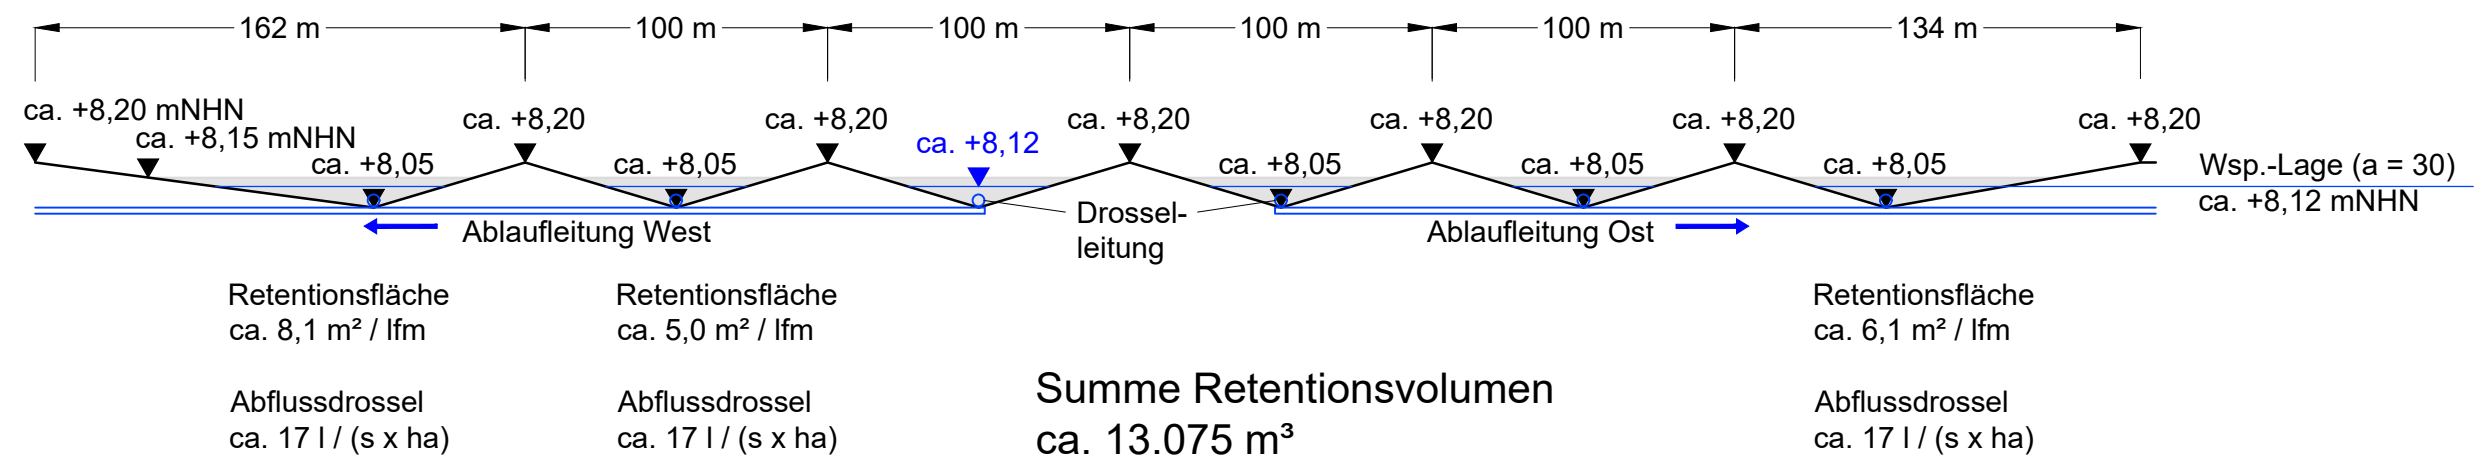 162 m 100 m 100 m 100 m 100 m 134 m
ca. +8,20 mNHN
ca. +8,15 mNHN
ca. +8,05
ca. +8,20
ca. +8,05
ca. +8,20
ca. +8,12
ca. +8,20
ca. +8,05
ca. +8,20
ca. +8,05
ca. +8,20
ca. +8,05
ca. +8,20
Wsp.-Lage (a = 30)
ca. +8,12 mNHN
Ablaufleitung West
Drossel-
leitung
Ablaufleitung Ost
Retentionsfläche
ca. 8,1 m² / lfm
Abflussdrossel
ca. 17 l / (s x ha)
Retentionsfläche
ca. 5,0 m² / lfm
Abflussdrossel
ca. 17 l / (s x ha)
Summe Retentionsvolumen
ca. 13.075 m³
Retentionsfläche
ca. 6,1 m² / lfm
Abflussdrossel
ca. 17 l / (s x ha)